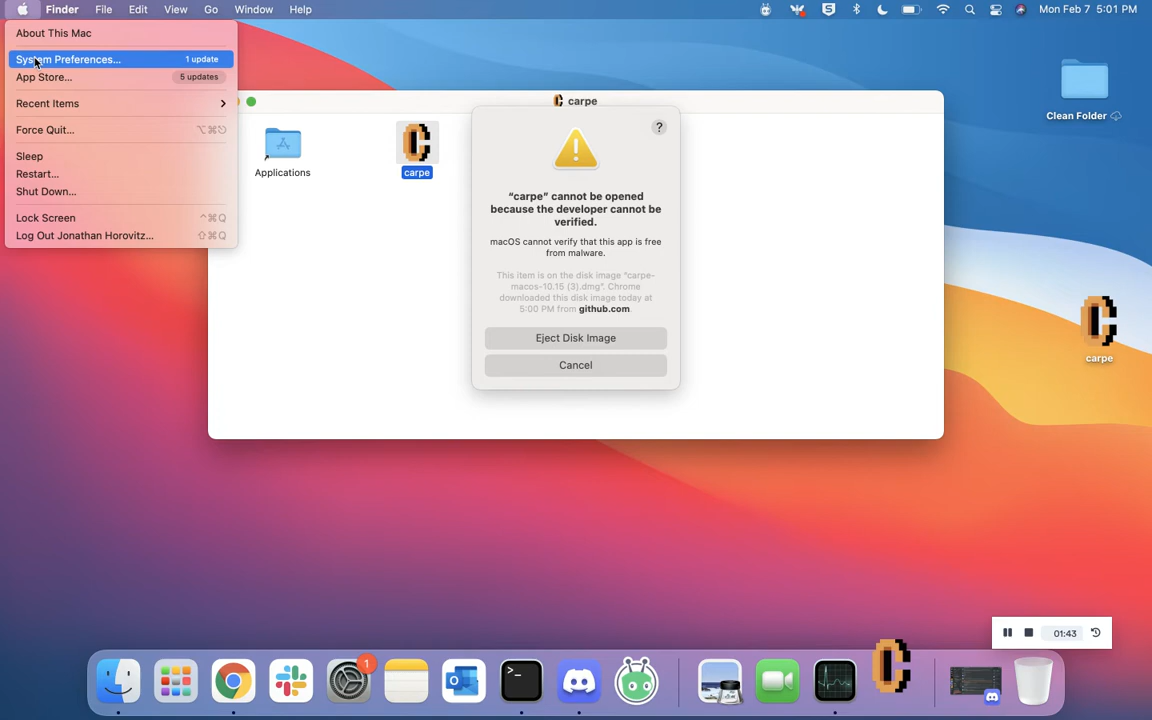 Finder File Edit View Go Window Help
Mon Feb 7 5:01 PM
About This Mac
System Preferences... 1 update
App Store... 5 updates
Recent Items
Force Quit...
Sleep
Restart...
Shut Down...
Lock Screen ^⌘Q
Log Out Jonathan Horovitz... ⇧⌘Q
carpe
Applications
carpe
?
“carpe” cannot be opened
because the developer cannot be
verified.
macOS cannot verify that this app is free
from malware.
This item is on the disk image “carpe-
macos-10.15 (3).dmg”. Chrome
downloaded this disk image today at
5:00 PM from github.com.
Eject Disk Image
Cancel
Clean Folder
carpe
01:43
1